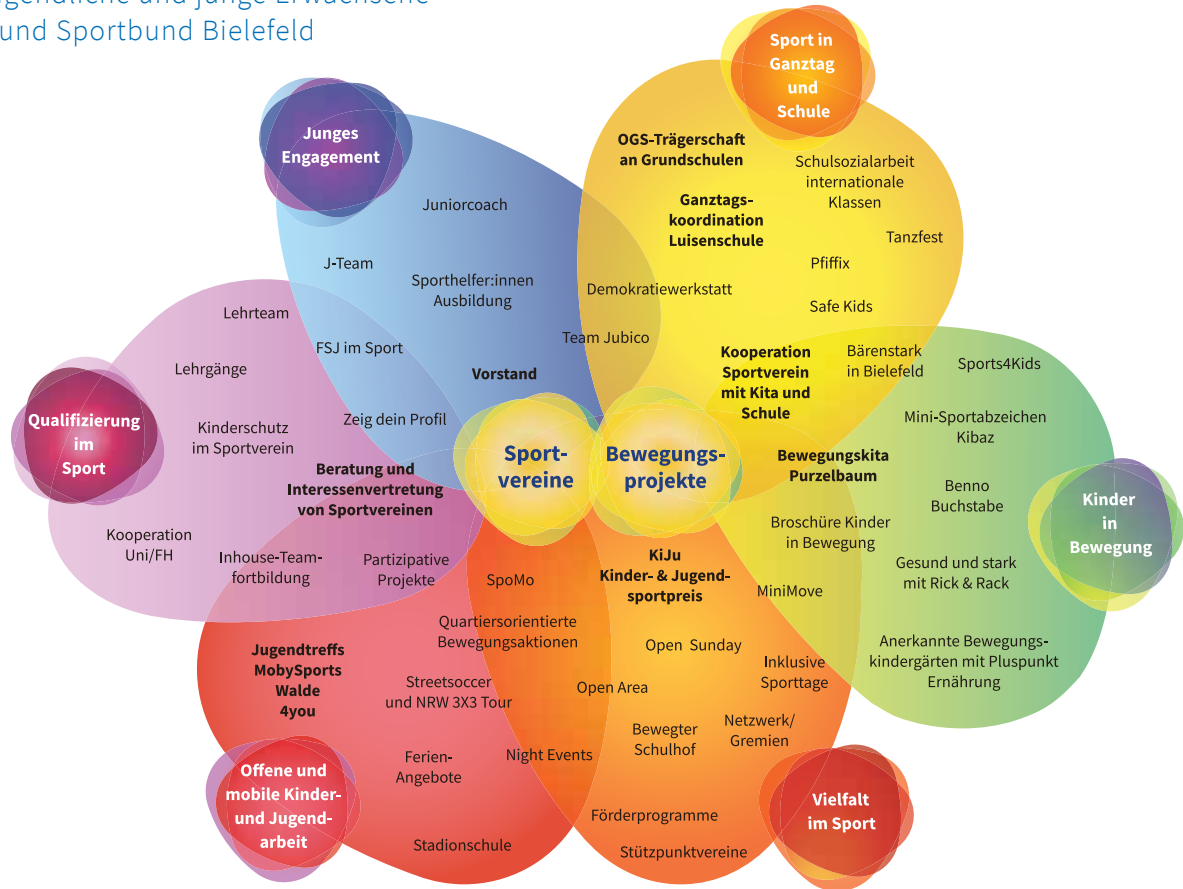 und junge Erwachsene
und Sportbund Bielefeld
Sport in
Ganztag
und
Schule
Junges
Engagement
OGS-Trägerschaft
an Grundschulen
Schulsozialarbeit
internationale
Klassen
Ganztags-
koordination
Luisenschule
Tanzfest
Pfiffix
Safe Kids
Juniorcoach
J-Team
Sporthelfer:innen
Ausbildung
Demokratiewerkstatt
Team Jubico
FSJ im Sport
Vorstand
Zeig dein Profil
Lehrteam
Lehrgänge
Kinderschutz
im Sportverein
Qualifizierung
im
Sport
Beratung und
Interessenvertretung
von Sportvereinen
Kooperation
Uni/FH
Inhouse-Team-
fortbildung
Partizipative
Projekte
Sport-
vereine
Bewegungs-
projekte
Kooperation
Sportverein
mit Kita und
Schule
Bärenstark
in Bielefeld
Sports4Kids
Mini-Sportabzeichen
Kibaz
Bewegungskita
Purzelbaum
Benno
Buchstabe
Kinder
in
Bewegung
Broschüre Kinder
in Bewegung
Gesund und stark
mit Rick & Rack
MiniMove
Anerkannte Bewegungs-
kindergärten mit Pluspunkt
Ernährung
KiJu
Kinder- & Jugend-
sportpreis
SpoMo
Quartiersorientierte
Bewegungsaktionen
Open Sunday
Inklusive
Sporttage
Jugendtreffs
MobySports
Walde
4you
Streetsoccer
und NRW 3X3 Tour
Open Area
Bewegter
Schulhof
Netzwerk/
Gremien
Ferien-
Angebote
Night Events
Offene und
mobile Kinder-
und Jugend-
arbeit
Vielfalt
im Sport
Förderprogramme
Stadionschule
Stützpunktvereine